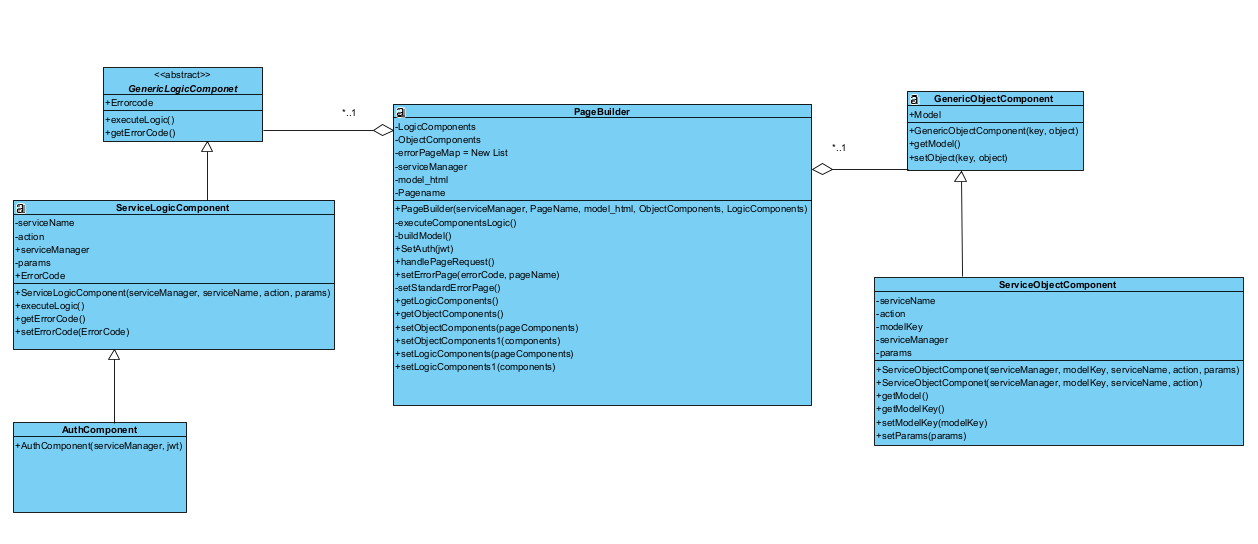 <<abstract>>
GenericLogicComponet
+Errorcode
+executeLogic()
+getErrorCode()
*..1
a
PageBuilder
-LogicComponents
-ObjectComponents
-errorPageMap = New List
-serviceManager
-model_html
-Pagename
+PageBuilder(serviceManager, PageName, model_html, ObjectComponents, LogicComponents)
-executeComponentsLogic()
-buildModel()
+SetAuth(jwt)
+handlePageRequest()
+setErrorPage(errorCode, pageName)
-setStandardErrorPage()
+getLogicComponents()
+getObjectComponents()
+setObjectComponents(pageComponents)
+setObjectComponents1(components)
+setLogicComponents(pageComponents)
+setLogicComponents1(components)
*..1
a
GenericObjectComponent
+Model
+GenericObjectComponent(key, object)
+getModel()
+setObject(key, object)
a
ServiceLogicComponent
-serviceName
-action
+serviceManager
-params
+ErrorCode
+ServiceLogicComponent(serviceManager, serviceName, action, params)
+executeLogic()
+getErrorCode()
+setErrorCode(ErrorCode)
ServiceObjectComponent
-serviceName
-action
-modelKey
-serviceManager
-params
+ServiceObjectComponet(serviceManager, modelKey, serviceName, action, params)
+ServiceObjectComponet(serviceManager, modelKey, serviceName, action)
+getModel()
+getModelKey()
+setModelKey(modelKey)
+setParams(params)
AuthComponent
+AuthComponent(serviceManager, jwt)